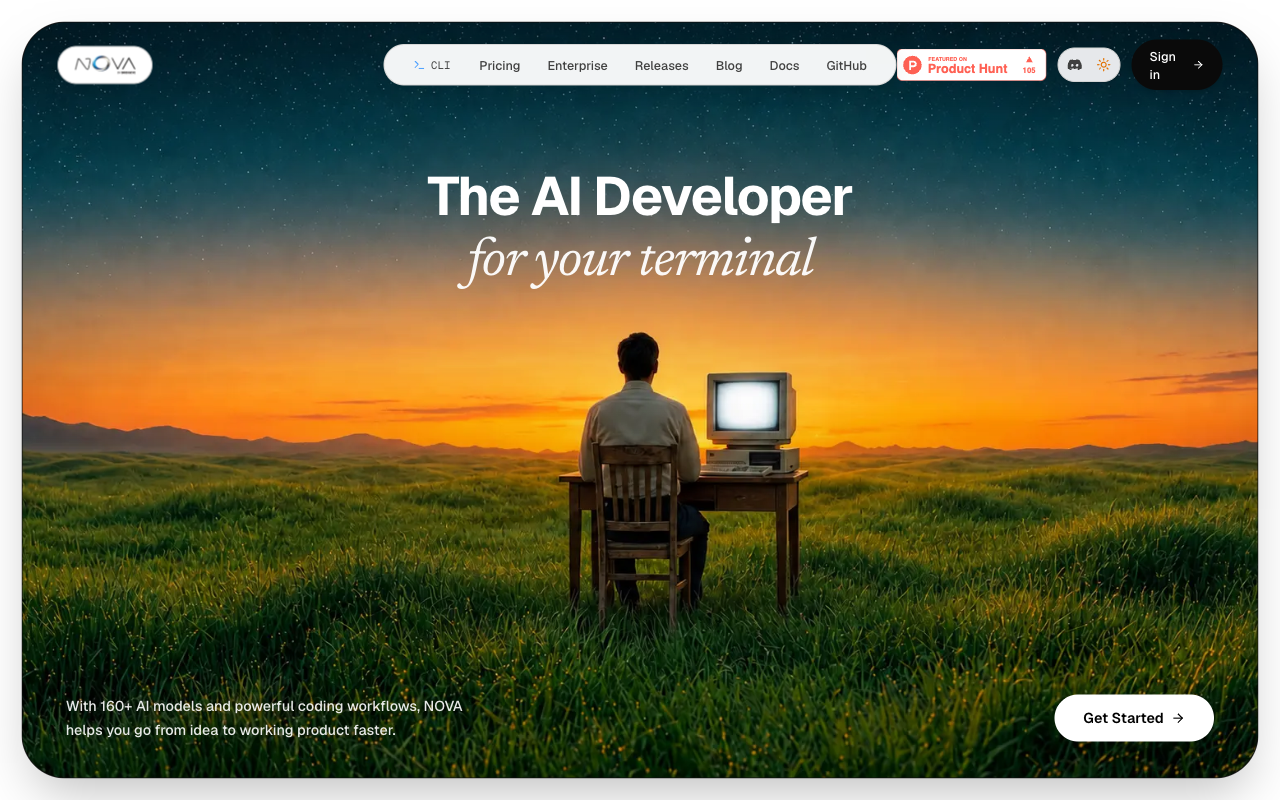 NOVA
CLI
Pricing
Enterprise
Releases
Blog
Docs
GitHub
FEATURED ON
Product Hunt
105
Sign
in
The AI Developer
for your terminal
With 160+ AI models and powerful coding workflows, NOVA
helps you go from idea to working product faster.
Get Started